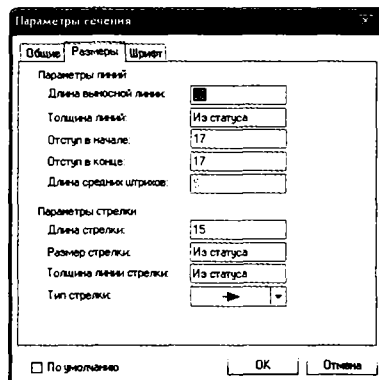 Параметры сечения
Общие Размеры Шрифт
Параметры линий
Длина выносной линии:
Толщина линий: Из статуса
Отступ в начале: 17
Отступ в конце: 17
Длина средних штрихов:
Параметры стрелки
Длина стрелки: 15
Размер стрелки: Из статуса
Толщина линии стрелки: Из статуса
Тип стрелки:
По умолчанию OK Отмена